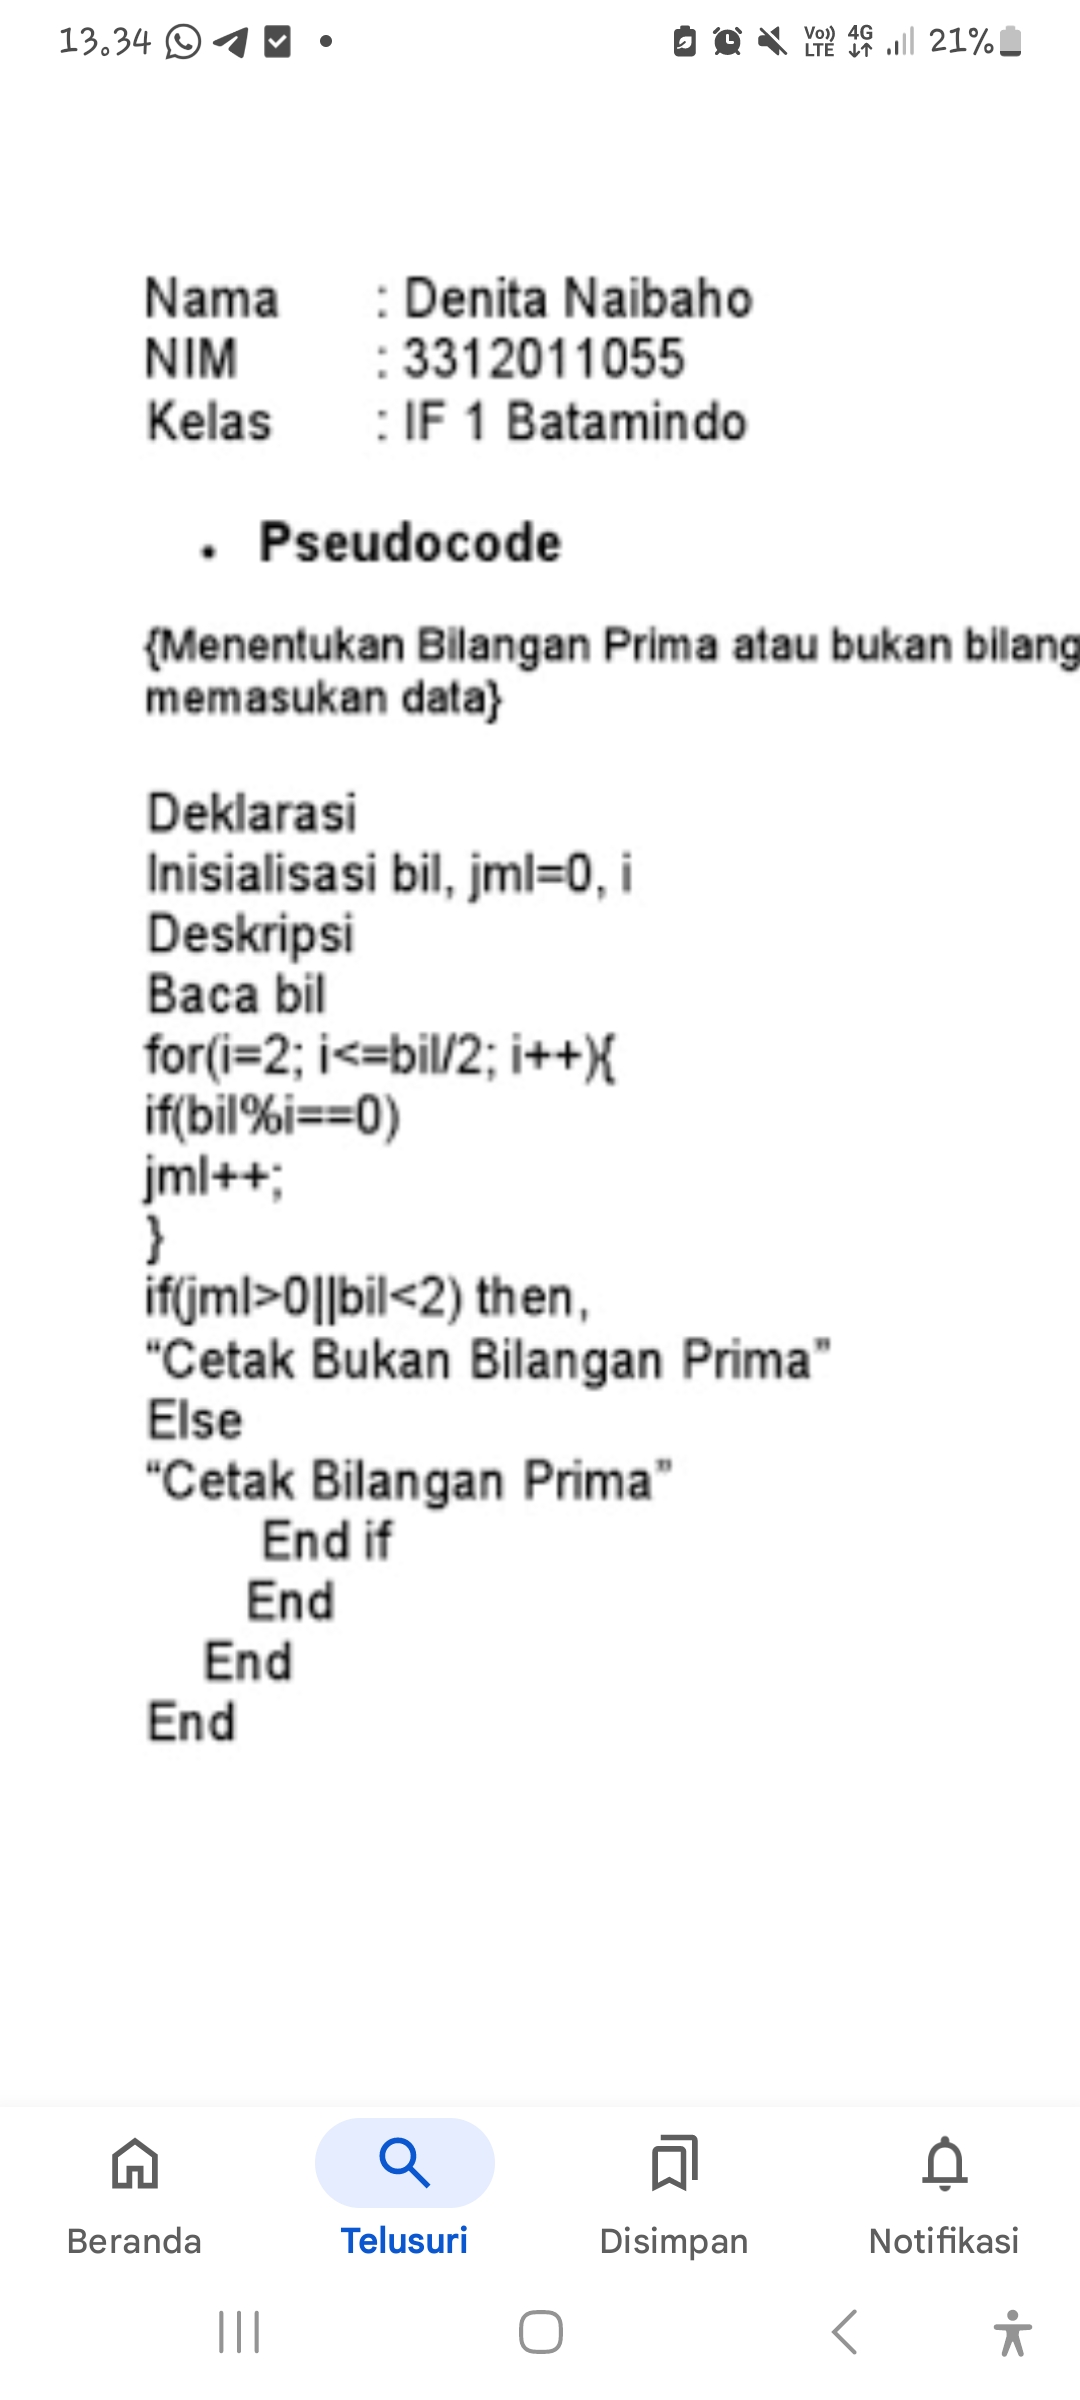 13.34
Vo)) LTE 4G 21%
Nama : Denita Naibaho
NIM : 3312011055
Kelas : IF 1 Batamindo
• Pseudocode
{Menentukan Bilangan Prima atau bukan bilang
memasukan data}
Deklarasi
Inisialisasi bil, jml=0, i
Deskripsi
Baca bil
for(i=2; i<=bil/2; i++){
if(bil%i==0)
jml++;
}
if(jml>0||bil<2) then,
“Cetak Bukan Bilangan Prima”
Else
“Cetak Bilangan Prima”
End if
End
End
End
Beranda
Telusuri
Disimpan
Notifikasi